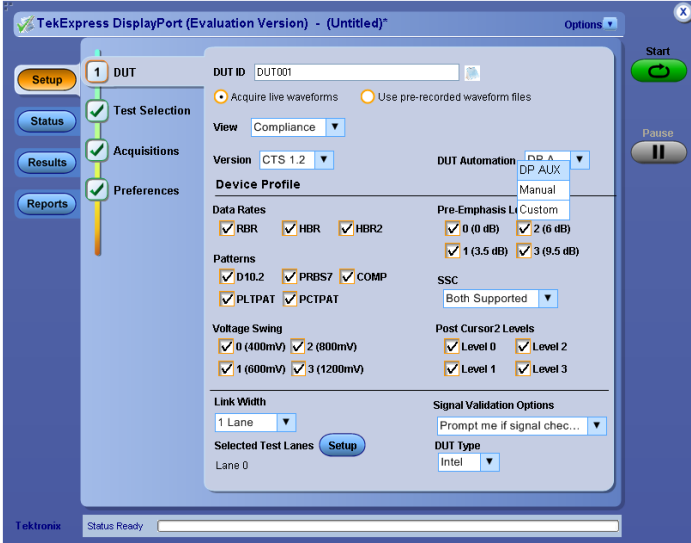 TekExpress DisplayPort (Evaluation Version) - (Untitled)*
Options
Start
Setup
1 DUT
DUT ID DUT001
Acquire live waveforms Use pre-recorded waveform files
Status
Test Selection
View Compliance
Pause
Results
Acquisitions
Version CTS 1.2 DUT Automation DP A
DP AUX
Manual
Custom
Reports
Preferences
Device Profile
Data Rates
RBR HBR HBR2
Pre-Emphasis Le
0 (0 dB) 2 (6 dB)
1 (3.5 dB) 3 (9.5 dB)
Patterns
D10.2 PRBS7 COMP
PLTPAT PCTPAT
SSC
Both Supported
Voltage Swing
0 (400mV) 2 (800mV)
1 (600mV) 3 (1200mV)
Post Cursor2 Levels
Level 0 Level 2
Level 1 Level 3
Link Width
1 Lane
Signal Validation Options
Prompt me if signal chec...
Selected Test Lanes Setup
Lane 0
DUT Type
Intel
Tektronix
Status Ready